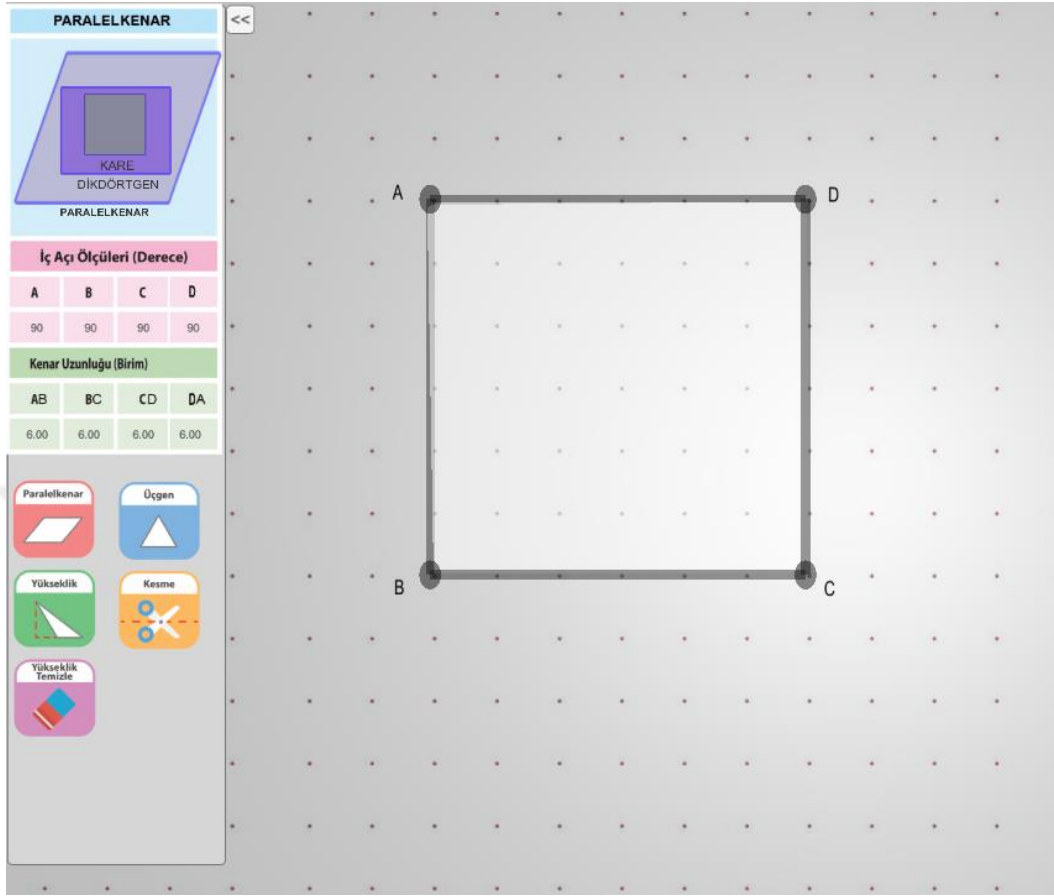 PARALELKENAR
<<
KARE
DİKDÖRTGEN
PARALELKENAR
İç Açı Ölçüleri (Derece)
A B C D
90 90 90 90
Kenar Uzunluğu (Birim)
AB BC CD DA
6.00 6.00 6.00 6.00
Paralelkenar
Üçgen
Yükseklik
Kesme
Yükseklik
Temizle
A
D
B
C